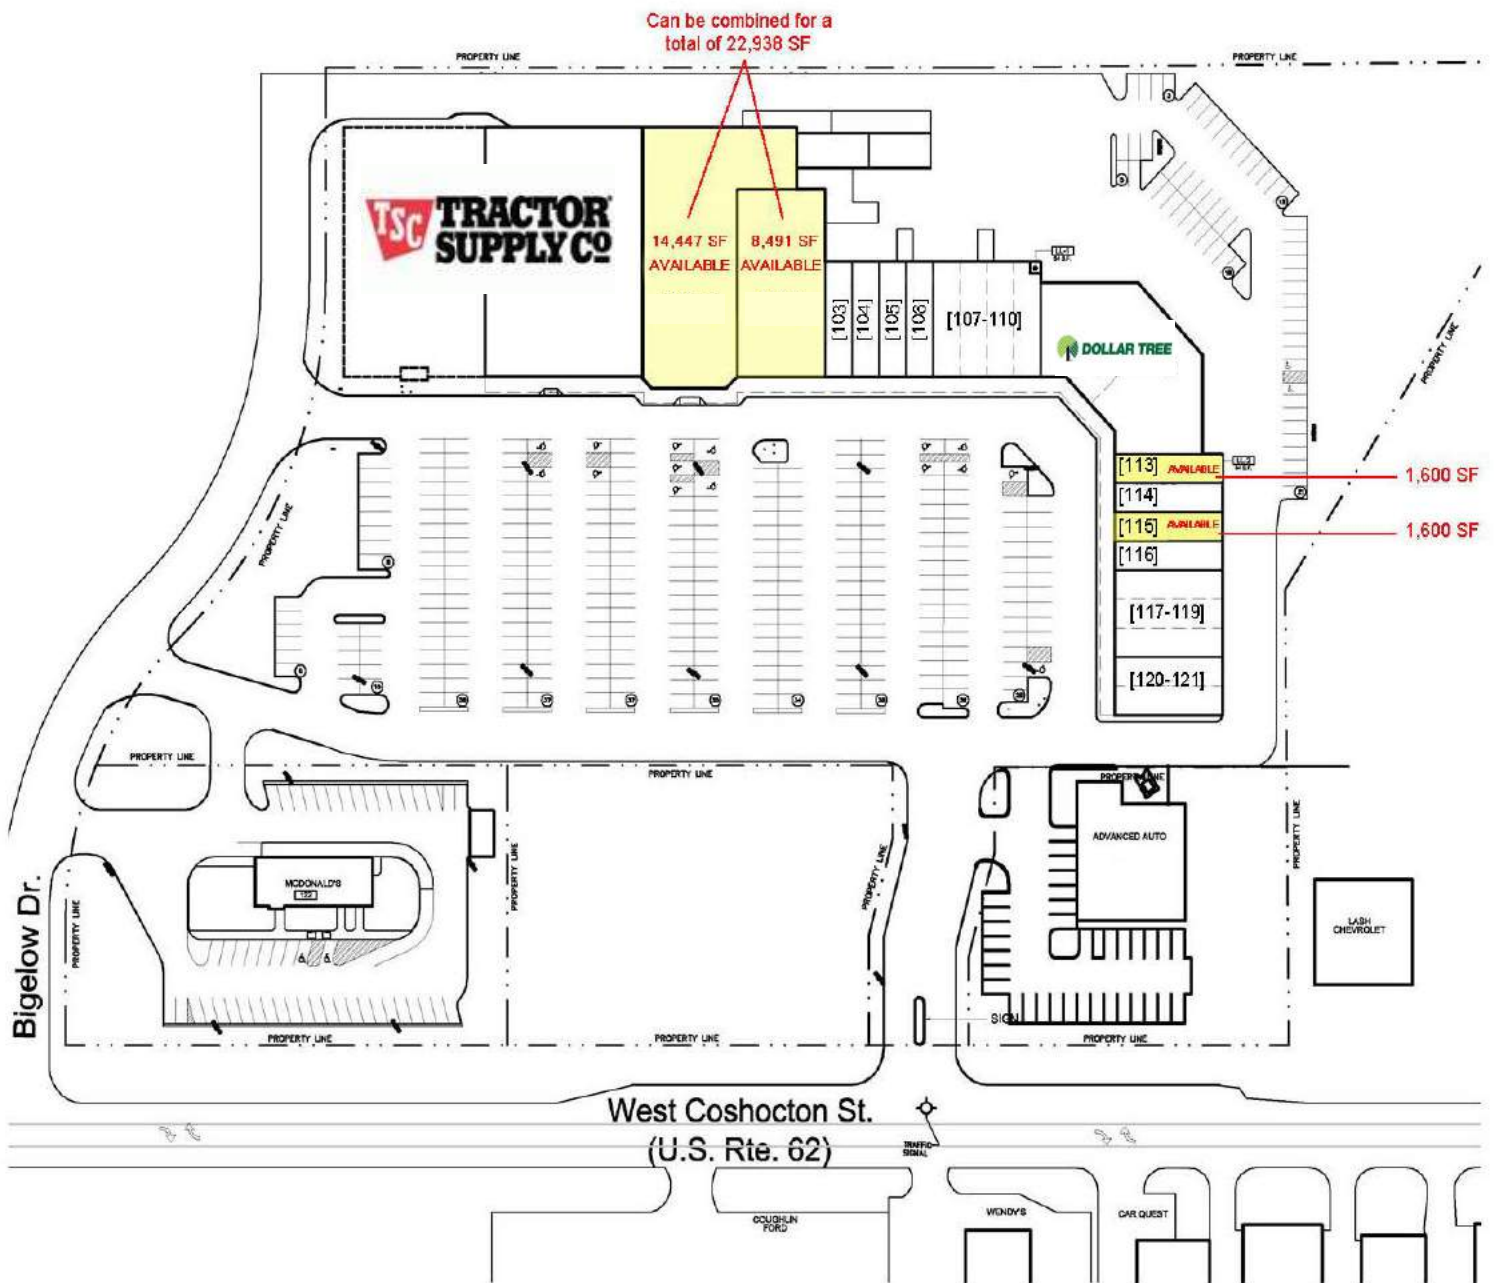 Can be combined for a
total of 22,938 SF
PROPERTY LINE
PROPERTY LINE
TSC TRACTOR
SUPPLY CO
14,447 SF
AVAILABLE
8,491 SF
AVAILABLE
[103]
[104]
[105]
[106]
[107-110]
DOLLAR TREE
PROPERTY LINE
[113] AVAILABLE
1,600 SF
[114]
[115] AVAILABLE
1,600 SF
[116]
[117-119]
[120-121]
PROPERTY LINE
PROPERTY LINE
PROPERTY LINE
PROPERTY LINE
ADVANCED AUTO
PROPERTY LINE
PROPERTY LINE
PROPERTY LINE
MCDONALD'S
122
LASH
CHEVROLET
Bigelow Dr.
PROPERTY LINE
SIGN
PROPERTY LINE
PROPERTY LINE
PROPERTY LINE
West Coshocton St.
(U.S. Rte. 62)
TRAFFIC
SIGNAL
COUGHLIN
FORD
WENDY'S
CAR QUEST